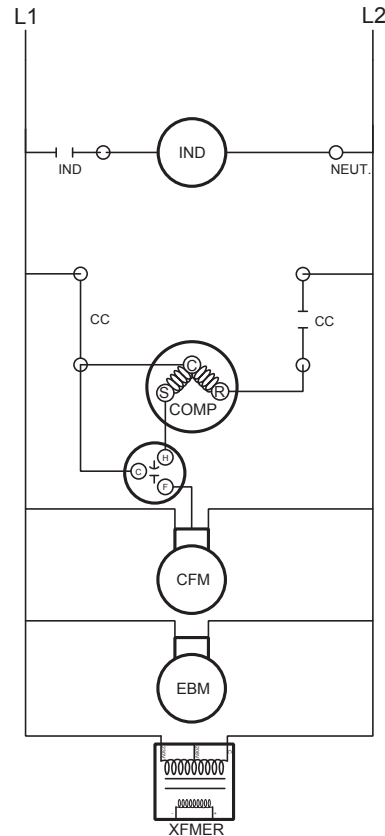 L1 L2
IND
IND NEUT.
CC CC
C
S R
COMP
H
C
F
CFM
EBM
C
- +
XFMER